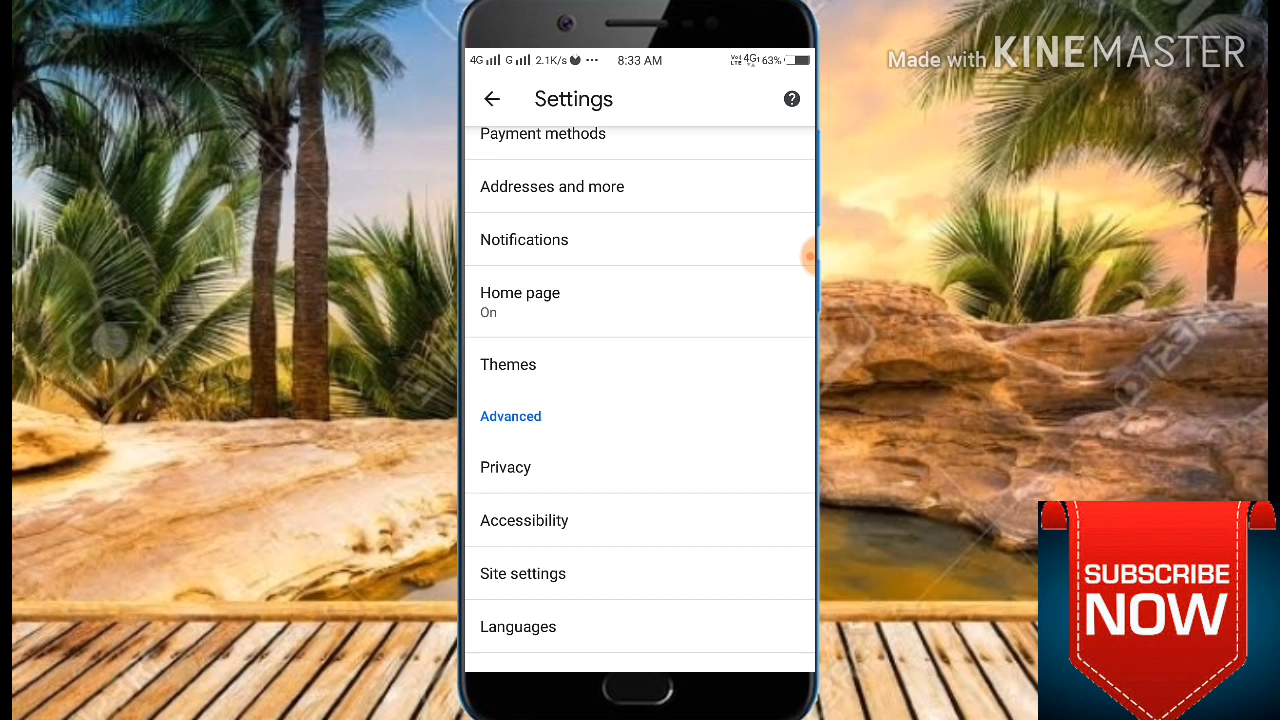 4G G 2.1K/s ... 8:33 AM 4G 63%
Made with KINEMASTER
Settings
Payment methods
Addresses and more
Notifications
Home page
On
Themes
Advanced
Privacy
Accessibility
Site settings
Languages
SUBSCRIBE
NOW
123RF